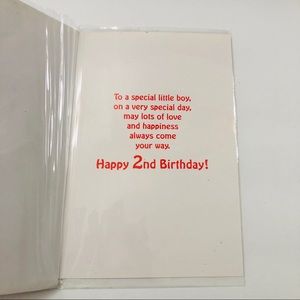 To a special little boy,
on a very special day,
may lots of love
and happiness
always come
your way.
Happy 2nd Birthday!